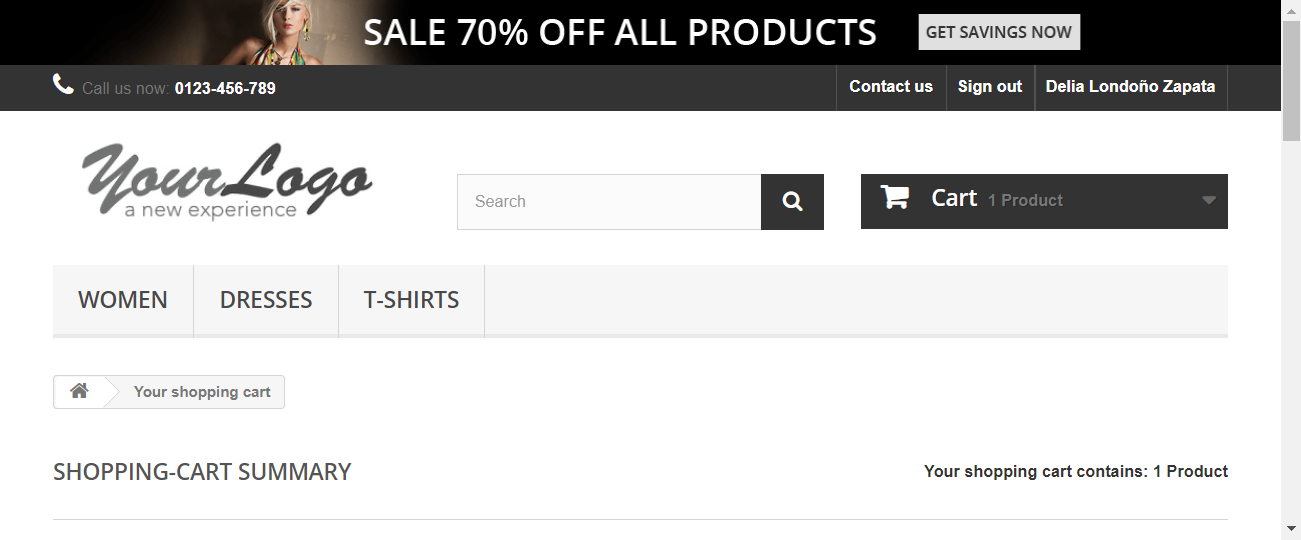 SALE 70% OFF ALL PRODUCTS GET SAVINGS NOW
Call us now: 0123-456-789 Contact us Sign out Delia Londoño Zapata
YourLogo
a new experience
Search
Cart 1 Product
WOMEN DRESSES T-SHIRTS
Your shopping cart
SHOPPING-CART SUMMARY Your shopping cart contains: 1 Product